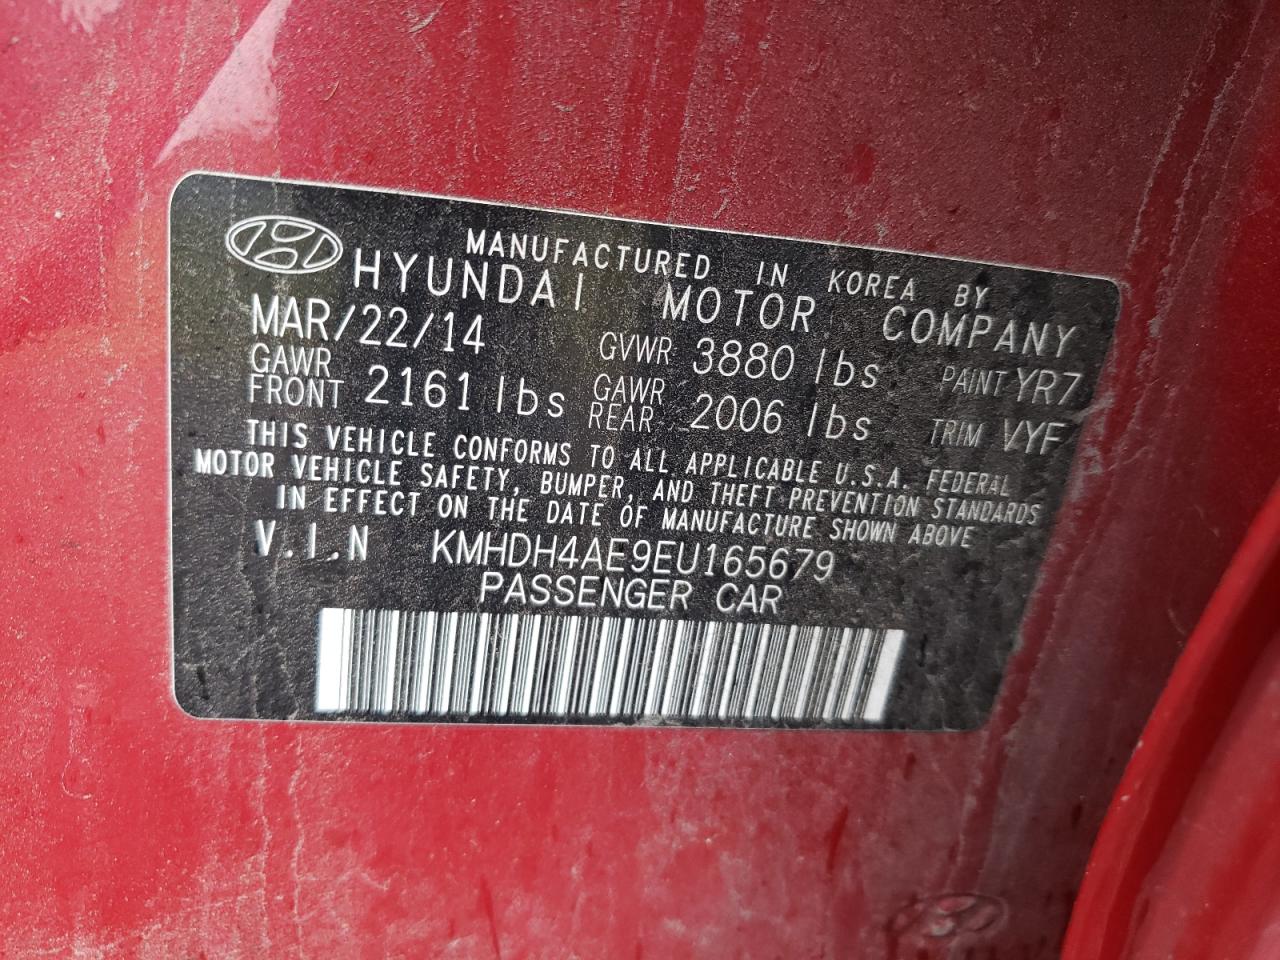 MANUFACTURED IN KOREA BY
HYUNDAI MOTOR COMPANY
MAR/22/14 GVWR 3880 lbs PAINT YR7
GAWR FRONT 2161 lbs GAWR REAR 2006 lbs TRIM VYF
THIS VEHICLE CONFORMS TO ALL APPLICABLE U.S.A. FEDERAL
MOTOR VEHICLE SAFETY, BUMPER, AND THEFT PREVENTION STANDARDS
IN EFFECT ON THE DATE OF MANUFACTURE SHOWN ABOVE
V.I.N KMHDH4AE9EU165679
PASSENGER CAR